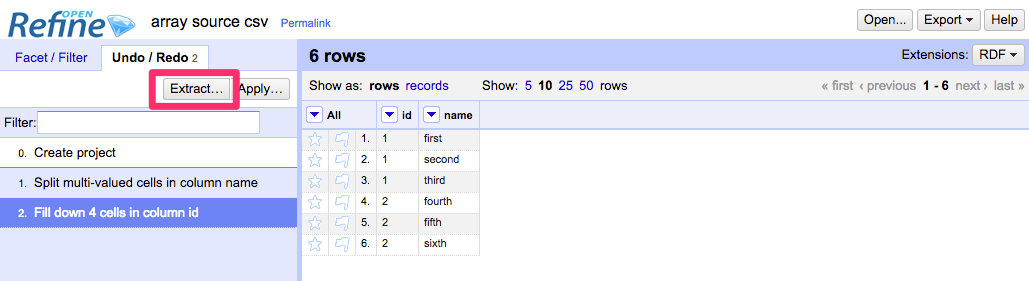 OPEN
Refine
array source csv Permalink
Open... Export Help
Facet / Filter Undo / Redo 2
Extract... Apply...
Filter:
0. Create project
1. Split multi-valued cells in column name
2. Fill down 4 cells in column id
6 rows
Extensions: RDF
Show as: rows records Show: 5 10 25 50 rows « first ‹ previous 1 - 6 next › last »
All id name
1. 1 first
2. 1 second
3. 1 third
4. 2 fourth
5. 2 fifth
6. 2 sixth